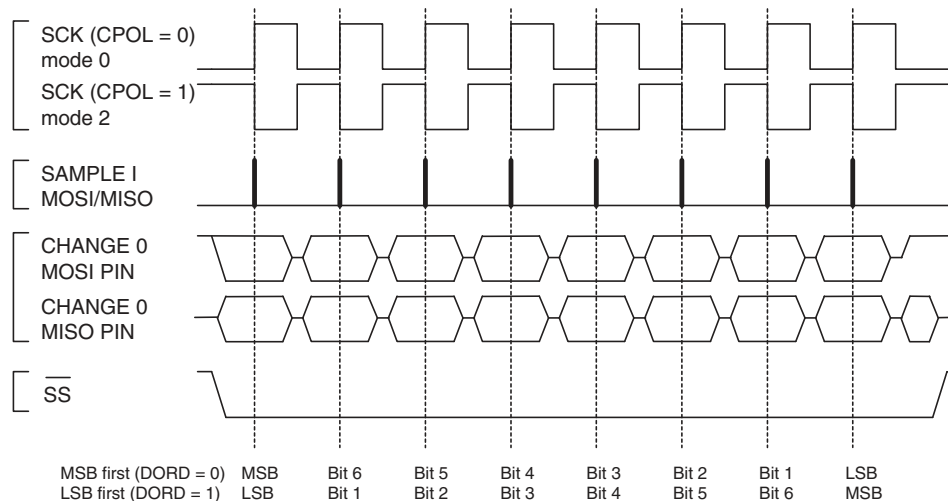 SCK (CPOL = 0)
mode 0
SCK (CPOL = 1)
mode 2
SAMPLE I
MOSI/MISO
CHANGE 0
MOSI PIN
CHANGE 0
MISO PIN
SS
MSB first (DORD = 0) MSB Bit 6 Bit 5 Bit 4 Bit 3 Bit 2 Bit 1 LSB
LSB first (DORD = 1) LSB Bit 1 Bit 2 Bit 3 Bit 4 Bit 5 Bit 6 MSB